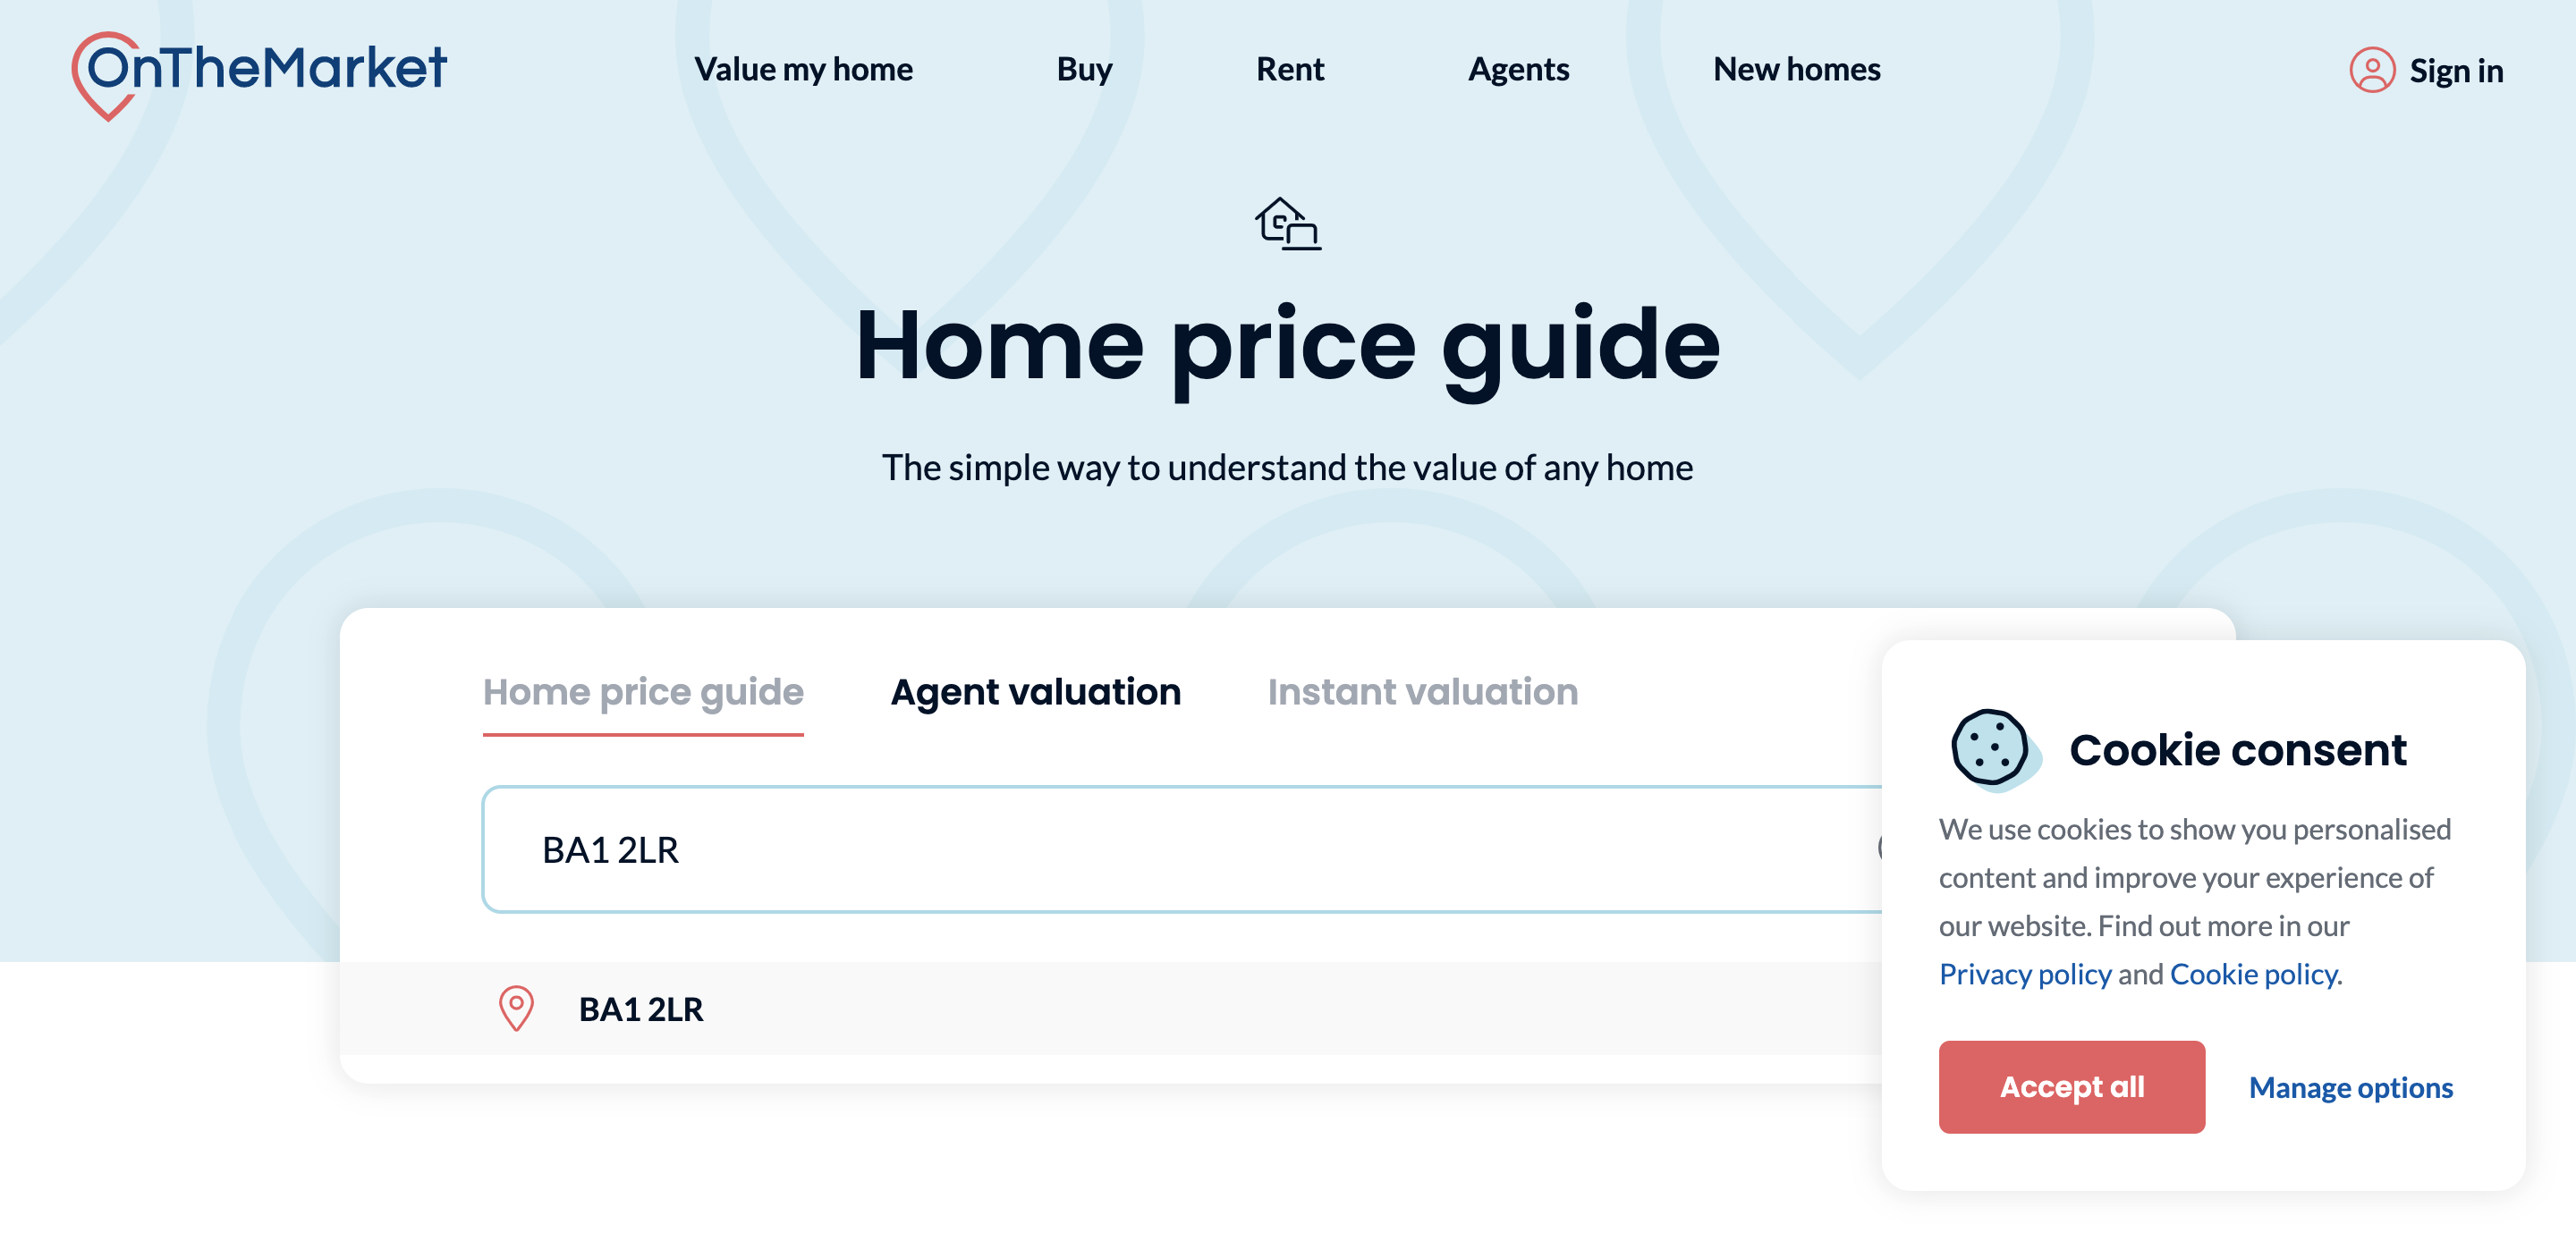 OnTheMarket
Value my home
Buy
Rent
Agents
New homes
Sign in
Home price guide
The simple way to understand the value of any home
Home price guide
Agent valuation
Instant valuation
BA1 2LR
BA1 2LR
Cookie consent
We use cookies to show you personalised
content and improve your experience of
our website. Find out more in our
Privacy policy and Cookie policy.
Accept all
Manage options